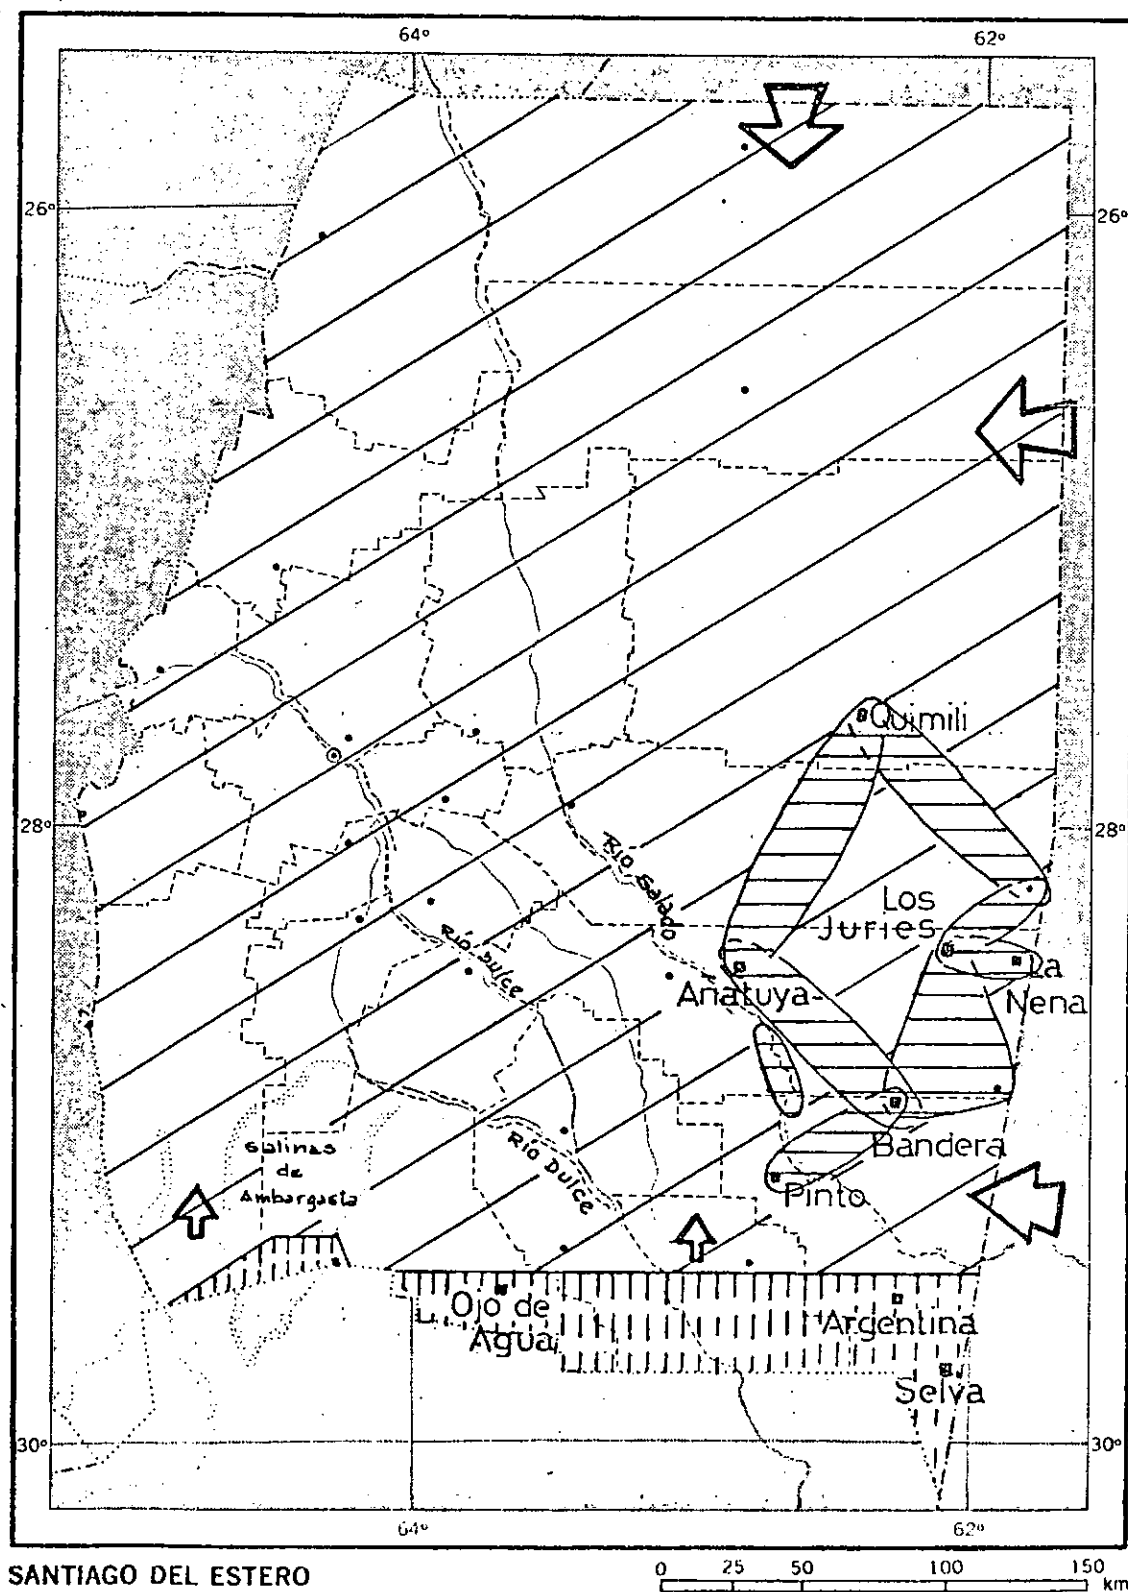 64°
62°
26°
26°
Quimili
28°
28°
Río Salado
Los
Juries
Río Dulce
Añatuya
La
Nena
Salinas
de
Ambargasta
Río Dulce
Bandera
Pinto
Ojo de
Agua
Argentina
Selva
30°
30°
64°
62°
SANTIAGO DEL ESTERO
0 25 50 100 150
km